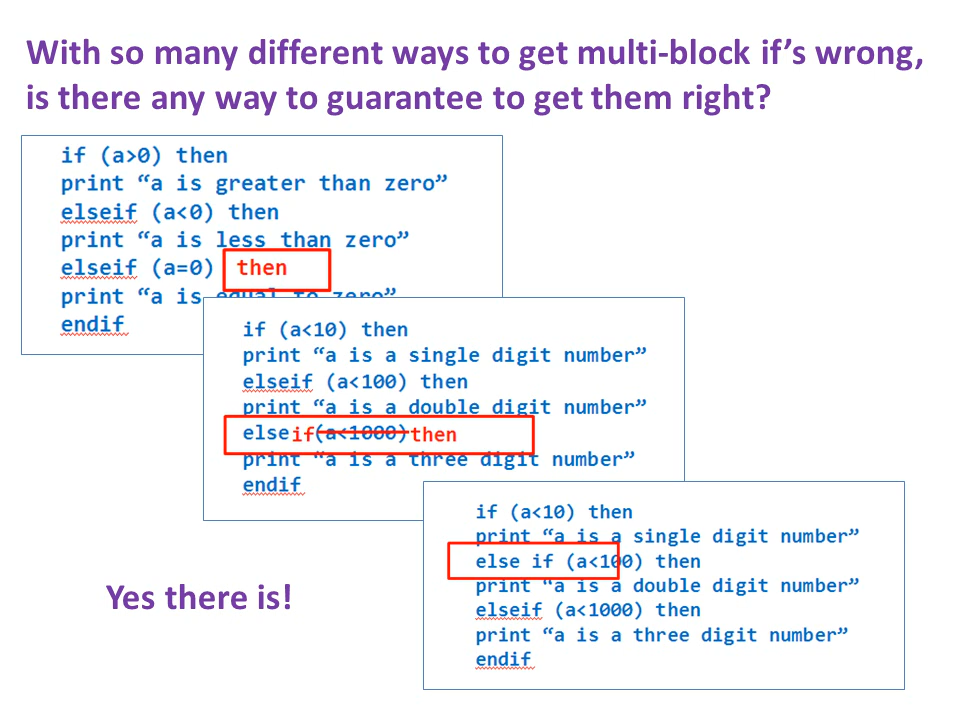 With so many different ways to get multi-block if’s wrong,
is there any way to guarantee to get them right?
if (a>0) then
print “a is greater than zero”
elseif (a<0) then
print “a is less than zero”
elseif (a=0) then
print “a is equal to zero”
endif
if (a<10) then
print “a is a single digit number”
elseif (a<100) then
print “a is a double digit number”
elseif(a<1000)then
print “a is a three digit number”
endif
if (a<10) then
print “a is a single digit number”
else if (a<100) then
print “a is a double digit number”
elseif (a<1000) then
print “a is a three digit number”
endif
Yes there is!